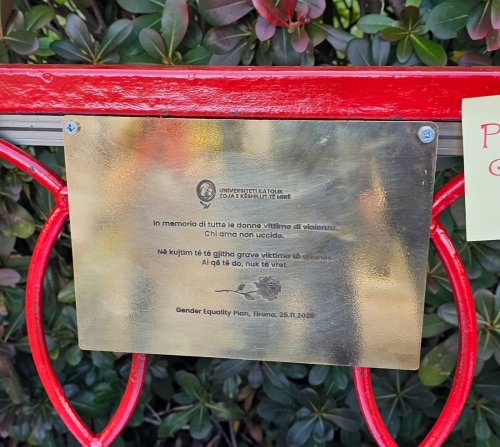 UNIVERSITETI KATOLIK
ZOJA E KËSHILLIT TË MIRË
In memoria di tutte le donne vittime di violenza.
Chi ama non uccide.
Në kujtim të të gjitha grave viktima të dhunës.
Ai që të do, nuk të vret
Gender Equality Plan, Tirana, 25.11.2025
P
G